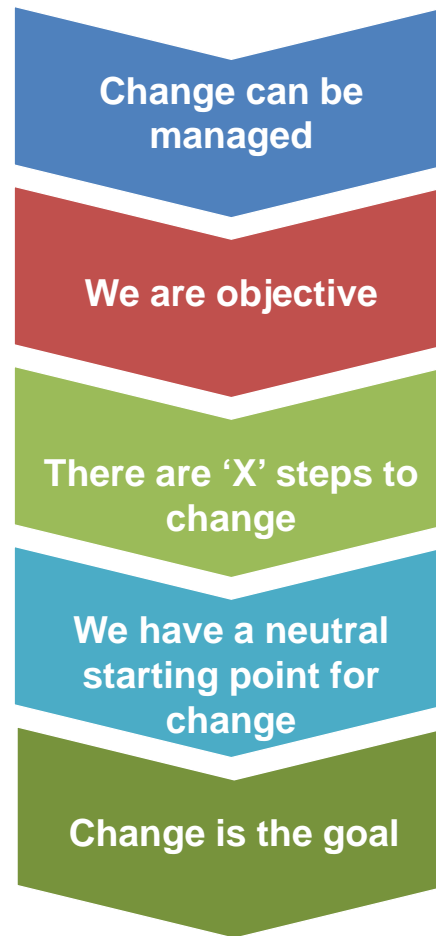 Change can be
managed
We are objective
There are ‘X’ steps to
change
We have a neutral
starting point for
change
Change is the goal